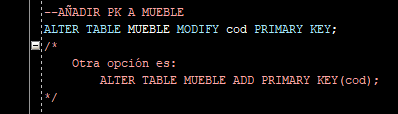 --AÑADIR PK A MUEBLE
ALTER TABLE MUEBLE MODIFY cod PRIMARY KEY;
/*
Otra opción es:
ALTER TABLE MUEBLE ADD PRIMARY KEY(cod);
*/